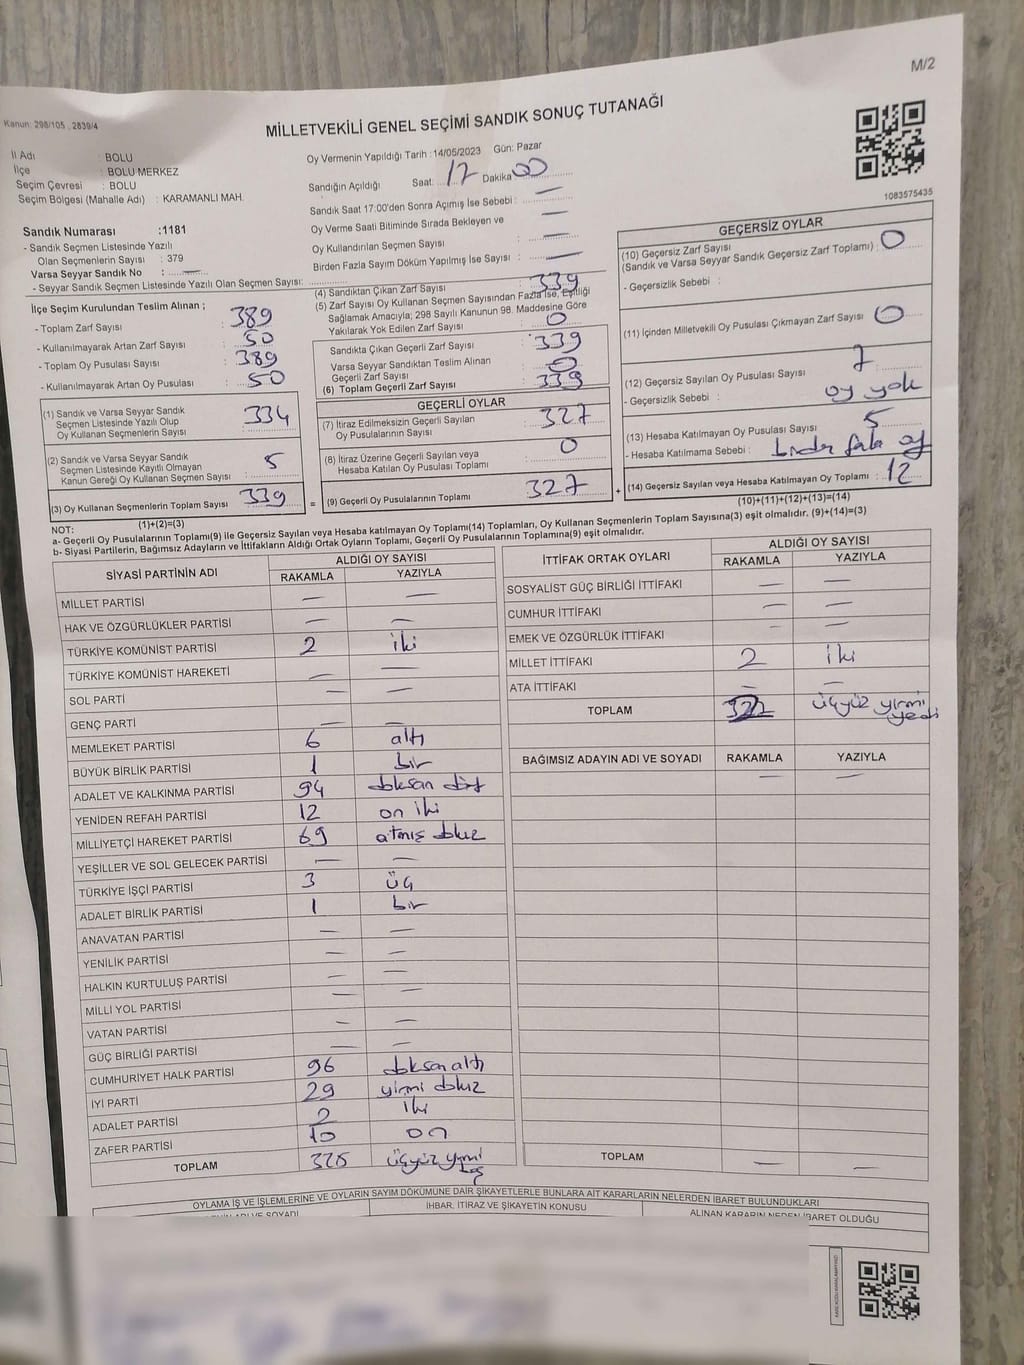 M/2
Kanun: 298/105 , 2839/4
MİLLETVEKİLİ GENEL SEÇİMİ SANDIK SONUÇ TUTANAĞI
İl Adı : BOLU
İlçe : BOLU MERKEZ
Seçim Çevresi : BOLU
Seçim Bölgesi (Mahalle Adı) : KARAMANLI MAH.
Oy Vermenin Yapıldığı Tarih : 14/05/2023 Gün: Pazar
Sandığın Açıldığı Saat: 17 Dakika 00
Sandık Saat 17:00'den Sonra Açımış İse Sebebi : —
Oy Verme Saati Bitiminde Sırada Bekleyen ve
Oy Kullandırılan Seçmen Sayısı : —
Birden Fazla Sayım Döküm Yapılmış İse Sayısı : —
1083575435
Sandık Numarası :1181
- Sandık Seçmen Listesinde Yazılı
Olan Seçmenlerin Sayısı : 379
Varsa Seyyar Sandık No : —
- Seyyar Sandık Seçmen Listesinde Yazılı Olan Seçmen Sayısı:
İlçe Seçim Kurulundan Teslim Alınan ;
- Toplam Zarf Sayısı : 389
- Kullanılmayarak Artan Zarf Sayısı : 50
- Toplam Oy Pusulası Sayısı : 389
- Kullanılmayarak Artan Oy Pusulası : 50
(1) Sandık ve Varsa Seyyar Sandık
Seçmen Listesinde Yazılı Olup
Oy Kullanan Seçmenlerin Sayısı 334
(2) Sandık ve Varsa Seyyar Sandık
Seçmen Listesinde Kayıtlı Olmayan
Kanun Gereği Oy Kullanan Seçmen Sayısı 5
(3) Oy Kullanan Seçmenlerin Toplam Sayısı 339
(1)+(2)=(3)
(4) Sandıktan Çıkan Zarf Sayısı : 339
(5) Zarf Sayısı Oy Kullanan Seçmen Sayısından Fazla İse, Eşitliği
Sağlamak Amacıyla; 298 Sayılı Kanunun 98. Maddesine Göre
Yakılarak Yok Edilen Zarf Sayısı : 0
Sandıkta Çıkan Geçerli Zarf Sayısı : 339
Varsa Seyyar Sandıktan Teslim Alınan
Geçerli Zarf Sayısı : 0
(6) Toplam Geçerli Zarf Sayısı : 339
GEÇERLİ OYLAR
(7) İtiraz Edilmeksizin Geçerli Sayılan
Oy Pusulalarının Sayısı : 327
(8) İtiraz Üzerine Geçerli Sayılan veya
Hesaba Katılan Oy Pusulası Toplamı 0
= (9) Geçerli Oy Pusulalarının Toplamı 327 +
GEÇERSİZ OYLAR
(10) Geçersiz Zarf Sayısı
(Sandık ve Varsa Seyyar Sandık Geçersiz Zarf Toplamı) : 0
- Geçersizlik Sebebi :
(11) İçinden Milletvekili Oy Pusulası Çıkmayan Zarf Sayısı : 0
(12) Geçersiz Sayılan Oy Pusulası Sayısı : 7
- Geçersizlik Sebebi : oy yok
(13) Hesaba Katılmayan Oy Pusulası Sayısı : 5
- Hesaba Katılmama Sebebi : oy
(14) Geçersiz Sayılan veya Hesaba Katılmayan Oy Toplamı : 12
(10)+(11)+(12)+(13)=(14)
NOT:
a- Geçerli Oy Pusulalarının Toplamı(9) ile Geçersiz Sayılan veya Hesaba katılmayan Oy Toplamı(14) Toplamları, Oy Kullanan Seçmenlerin Toplam Sayısına(3) eşit olmalıdır. (9)+(14)=(3)
b- Siyasi Partilerin, Bağımsız Adayların ve İttifakların Aldığı Ortak Oyların Toplamı, Geçerli Oy Pusulalarının Toplamına(9) eşit olmalıdır.
SİYASİ PARTİNİN ADI ALDIĞI OY SAYISI
RAKAMLA YAZIYLA
MİLLET PARTİSİ — —
HAK VE ÖZGÜRLÜKLER PARTİSİ — —
TÜRKİYE KOMÜNİST PARTİSİ 2 iki
TÜRKİYE KOMÜNİST HAREKETİ — —
SOL PARTİ — —
GENÇ PARTİ — —
MEMLEKET PARTİSİ 6 altı
BÜYÜK BİRLİK PARTİSİ 1 bir
ADALET VE KALKINMA PARTİSİ 94 doksan dört
YENİDEN REFAH PARTİSİ 12 on iki
MİLLİYETÇİ HAREKET PARTİSİ 69 atmış dokuz
YEŞİLLER VE SOL GELECEK PARTİSİ — —
TÜRKİYE İŞÇİ PARTİSİ 3 üç
ADALET BİRLİK PARTİSİ 1 bir
ANAVATAN PARTİSİ — —
YENİLİK PARTİSİ — —
HALKIN KURTULUŞ PARTİSİ — —
MİLLİ YOL PARTİSİ — —
VATAN PARTİSİ — —
GÜÇ BİRLİĞİ PARTİSİ — —
CUMHURİYET HALK PARTİSİ 96 doksan altı
İYİ PARTİ 29 yirmi dokuz
ADALET PARTİSİ 2 iki
ZAFER PARTİSİ 10 on
TOPLAM 325 üçyüz yirmi beş
İTTİFAK ORTAK OYLARI ALDIĞI OY SAYISI
RAKAMLA YAZIYLA
SOSYALİST GÜÇ BİRLİĞİ İTTİFAKI — —
CUMHUR İTTİFAKI — —
EMEK VE ÖZGÜRLÜK İTTİFAKI — —
MİLLET İTTİFAKI 2 iki
ATA İTTİFAKI — —
TOPLAM 327 üçyüz yirmi yedi
BAĞIMSIZ ADAYIN ADI VE SOYADI RAKAMLA YAZIYLA
— —
TOPLAM — —
OYLAMA İŞ VE İŞLEMLERİNE VE OYLARIN SAYIM DÖKÜMÜNE DAİR ŞİKAYETLERLE BUNLARA AİT KARARLARIN NELERDEN İBARET BULUNDUKLARI
ADI VE SOYADI İHBAR, İTİRAZ VE ŞİKAYETİN KONUSU ALINAN KARARIN NEDEN İBARET OLDUĞU